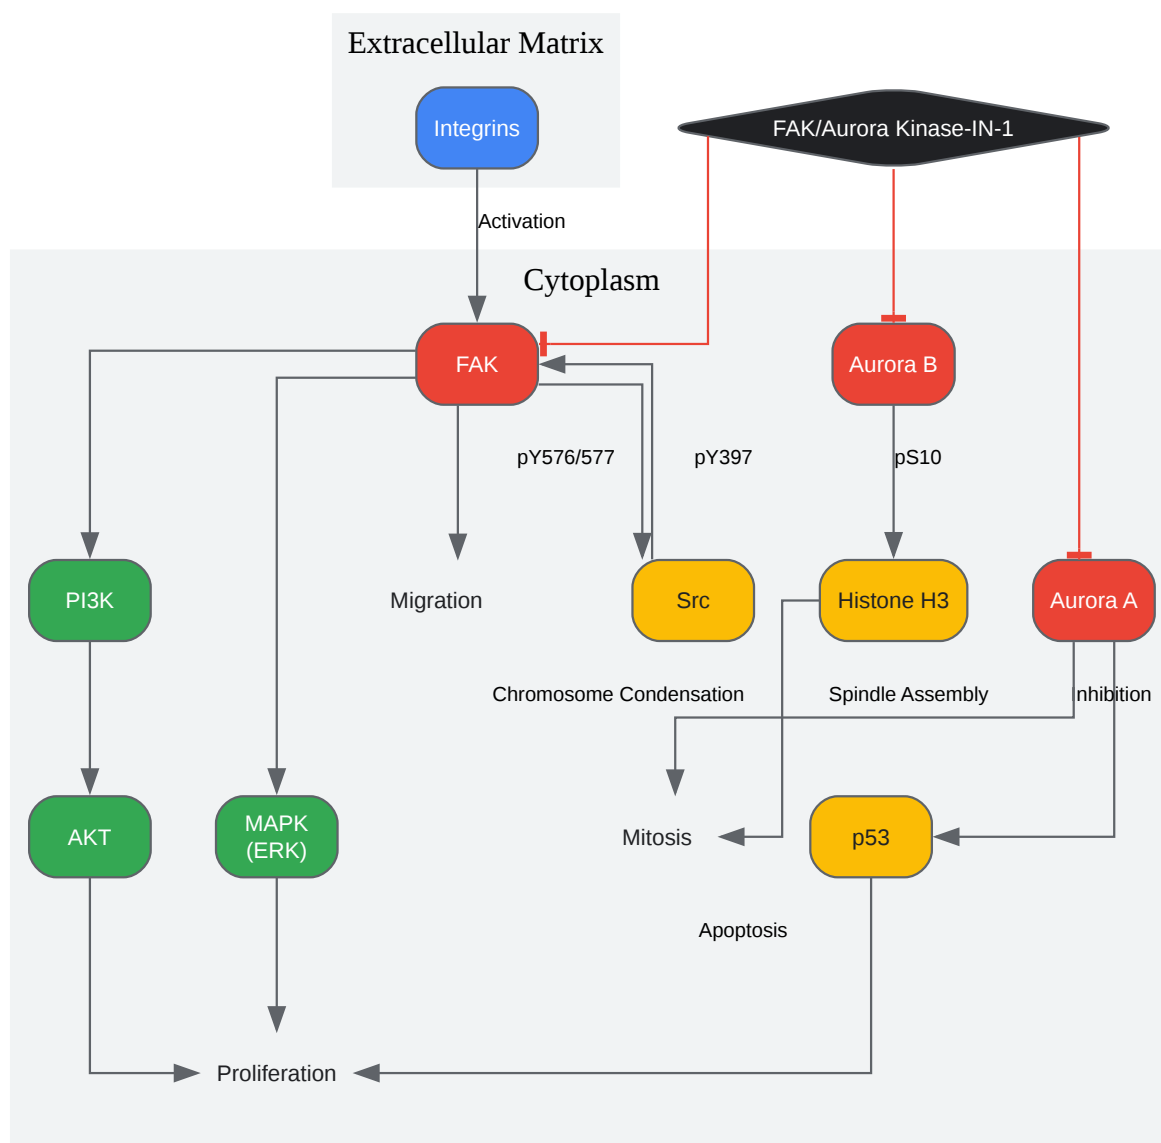 Extracellular Matrix
Integrins
FAK/Aurora Kinase-IN-1
Activation
Cytoplasm
FAK
Aurora B
pY576/577
pY397
pS10
PI3K
Migration
Src
Histone H3
Aurora A
Chromosome Condensation
Spindle Assembly
Inhibition
AKT
MAPK
(ERK)
Mitosis
p53
Apoptosis
Proliferation